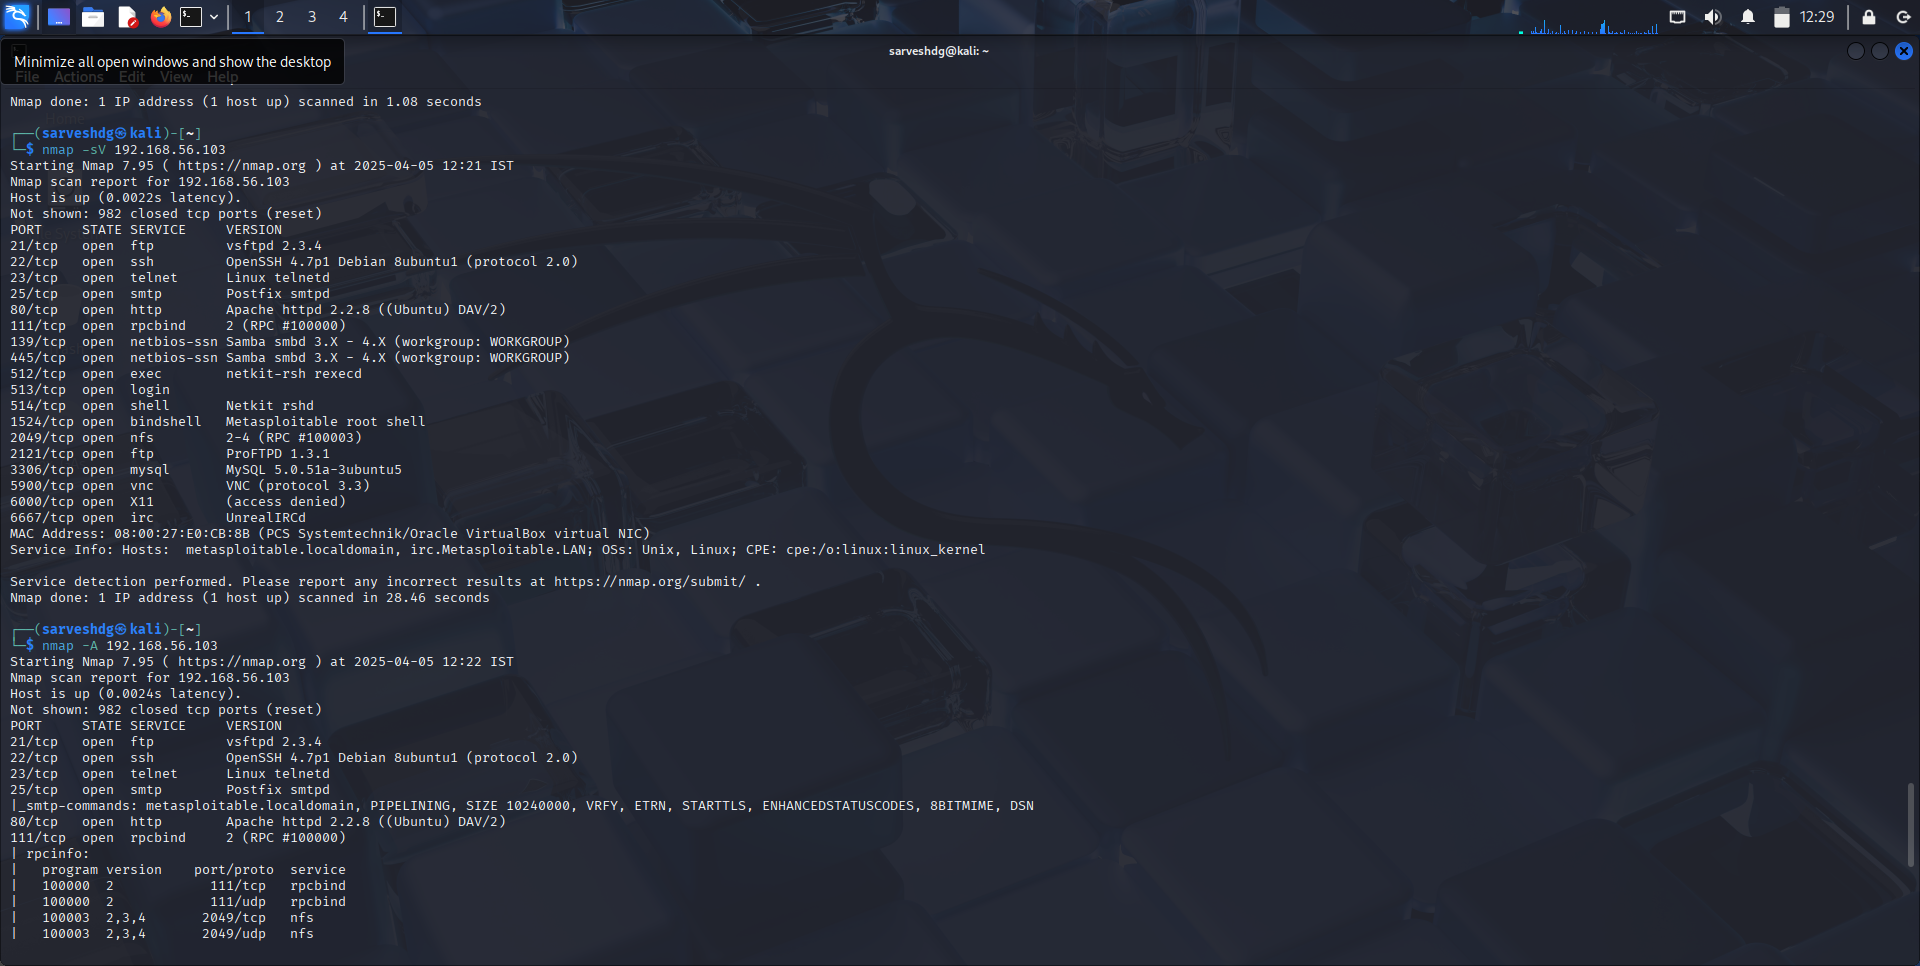 1 2 3 4
12:29
sarveshdg@kali: ~
Minimize all open windows and show the desktop
File Actions Edit View Help
Nmap done: 1 IP address (1 host up) scanned in 1.08 seconds
┌──(sarveshdg㉿kali)-[~]
└─$ nmap -sV 192.168.56.103
Starting Nmap 7.95 ( https://nmap.org ) at 2025-04-05 12:21 IST
Nmap scan report for 192.168.56.103
Host is up (0.0022s latency).
Not shown: 982 closed tcp ports (reset)
PORT     STATE SERVICE     VERSION
21/tcp   open  ftp         vsftpd 2.3.4
22/tcp   open  ssh         OpenSSH 4.7p1 Debian 8ubuntu1 (protocol 2.0)
23/tcp   open  telnet      Linux telnetd
25/tcp   open  smtp        Postfix smtpd
80/tcp   open  http        Apache httpd 2.2.8 ((Ubuntu) DAV/2)
111/tcp  open  rpcbind     2 (RPC #100000)
139/tcp  open  netbios-ssn Samba smbd 3.X - 4.X (workgroup: WORKGROUP)
445/tcp  open  netbios-ssn Samba smbd 3.X - 4.X (workgroup: WORKGROUP)
512/tcp  open  exec        netkit-rsh rexecd
513/tcp  open  login
514/tcp  open  shell       Netkit rshd
1524/tcp open  bindshell   Metasploitable root shell
2049/tcp open  nfs         2-4 (RPC #100003)
2121/tcp open  ftp         ProFTPD 1.3.1
3306/tcp open  mysql       MySQL 5.0.51a-3ubuntu5
5900/tcp open  vnc         VNC (protocol 3.3)
6000/tcp open  X11         (access denied)
6667/tcp open  irc         UnrealIRCd
MAC Address: 08:00:27:E0:CB:8B (PCS Systemtechnik/Oracle VirtualBox virtual NIC)
Service Info: Hosts:  metasploitable.localdomain, irc.Metasploitable.LAN; OSs: Unix, Linux; CPE: cpe:/o:linux:linux_kernel
Service detection performed. Please report any incorrect results at https://nmap.org/submit/ .
Nmap done: 1 IP address (1 host up) scanned in 28.46 seconds
┌──(sarveshdg㉿kali)-[~]
└─$ nmap -A 192.168.56.103
Starting Nmap 7.95 ( https://nmap.org ) at 2025-04-05 12:22 IST
Nmap scan report for 192.168.56.103
Host is up (0.0024s latency).
Not shown: 982 closed tcp ports (reset)
PORT     STATE SERVICE     VERSION
21/tcp   open  ftp         vsftpd 2.3.4
22/tcp   open  ssh         OpenSSH 4.7p1 Debian 8ubuntu1 (protocol 2.0)
23/tcp   open  telnet      Linux telnetd
25/tcp   open  smtp        Postfix smtpd
|_smtp-commands: metasploitable.localdomain, PIPELINING, SIZE 10240000, VRFY, ETRN, STARTTLS, ENHANCEDSTATUSCODES, 8BITMIME, DSN
80/tcp   open  http        Apache httpd 2.2.8 ((Ubuntu) DAV/2)
111/tcp  open  rpcbind     2 (RPC #100000)
| rpcinfo:
|   program version    port/proto  service
|   100000  2            111/tcp   rpcbind
|   100000  2            111/udp   rpcbind
|   100003  2,3,4       2049/tcp   nfs
|   100003  2,3,4       2049/udp   nfs